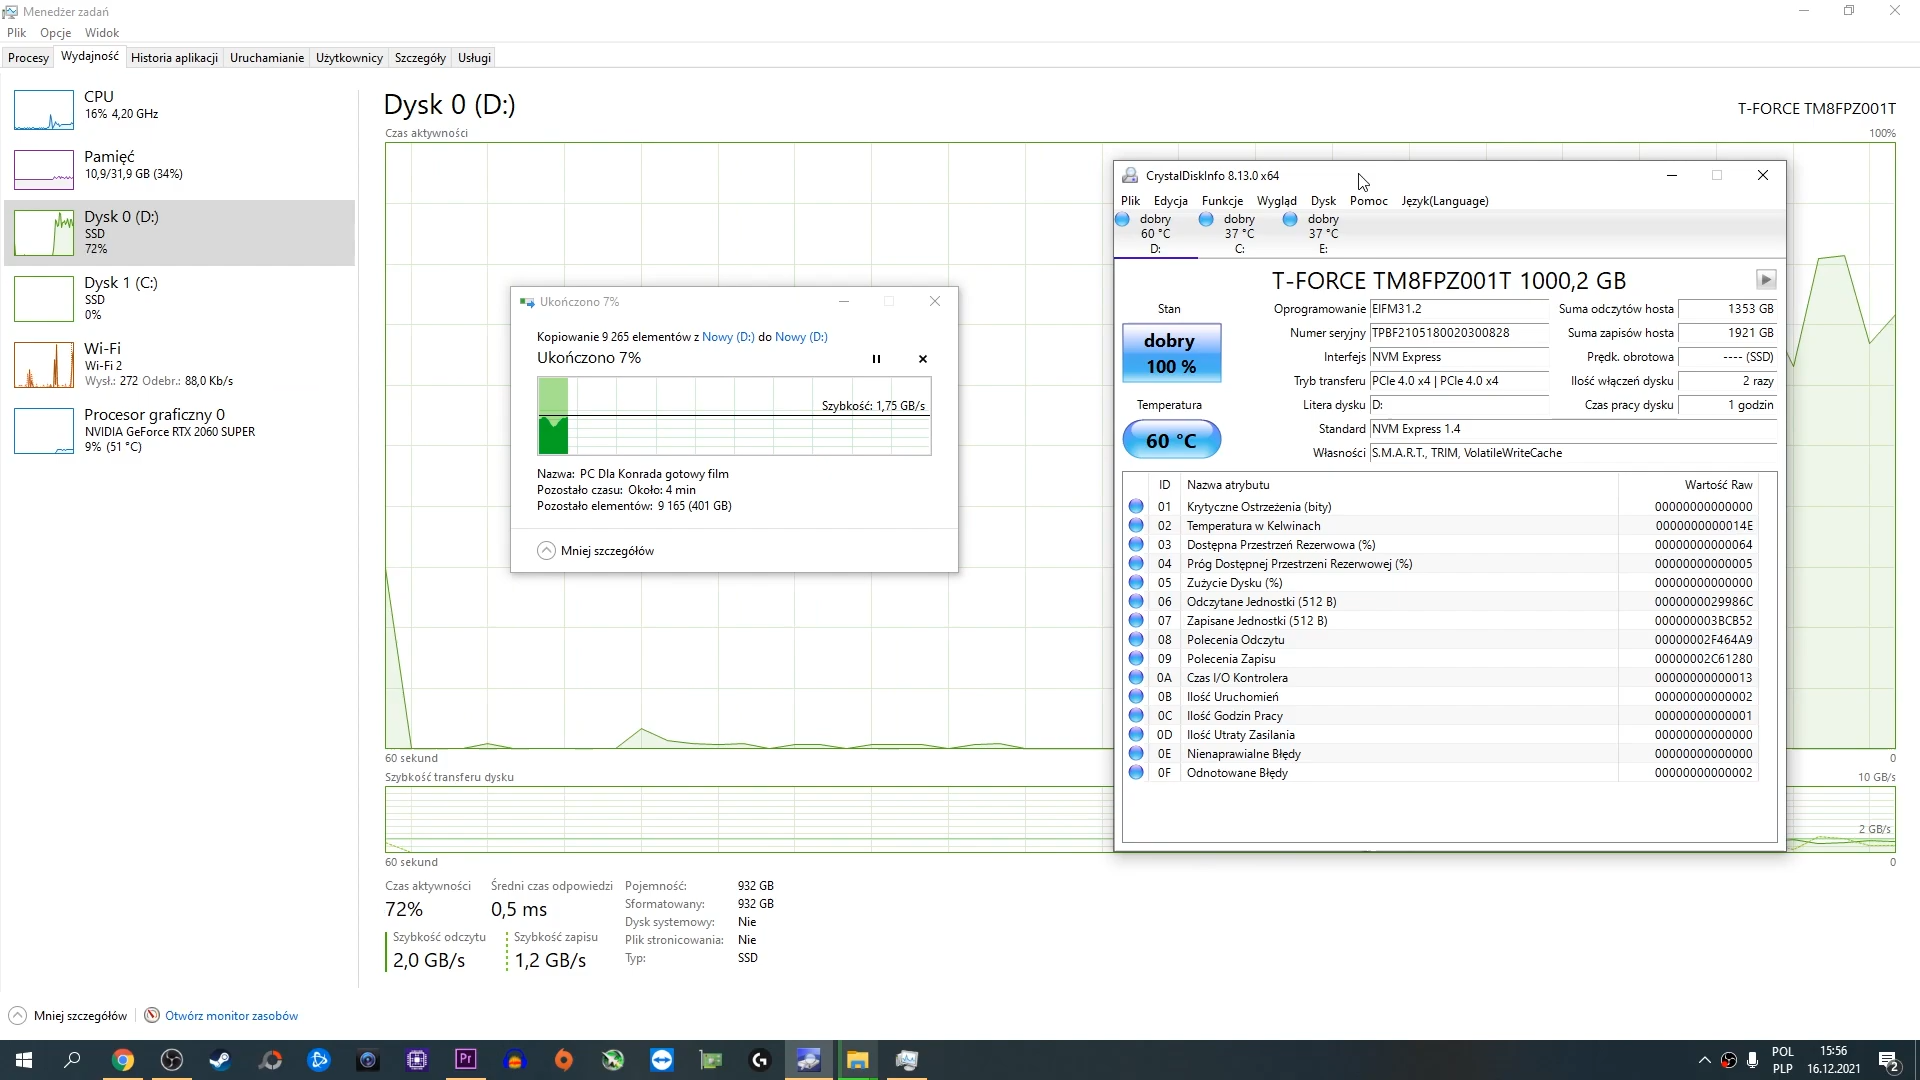 Menedżer zadań
Plik Opcje Widok
Procesy Wydajność Historia aplikacji Uruchamianie Użytkownicy Szczegóły Usługi
CPU
16% 4,20 GHz
Pamięć
10,9/31,9 GB (34%)
Dysk 0 (D:)
SSD
72%
Dysk 1 (C:)
SSD
0%
Wi-Fi
Wi-Fi 2
Wysł.: 272 Odebr.: 88,0 Kb/s
Procesor graficzny 0
NVIDIA GeForce RTX 2060 SUPER
9% (51 °C)
Dysk 0 (D:)
T-FORCE TM8FPZ001T
Czas aktywności
100%
60 sekund
0
Szybkość transferu dysku
10 GB/s
2 GB/s
60 sekund
0
Czas aktywności
72%
Średni czas odpowiedzi
0,5 ms
Szybkość odczytu
2,0 GB/s
Szybkość zapisu
1,2 GB/s
Pojemność: 932 GB
Sformatowany: 932 GB
Dysk systemowy: Nie
Plik stronicowania: Nie
Typ: SSD
Ukończono 7%
Kopiowanie 9 265 elementów z Nowy (D:) do Nowy (D:)
Ukończono 7%
Szybkość: 1,75 GB/s
Nazwa: PC Dla Konrada gotowy film
Pozostało czasu: Około: 4 min
Pozostało elementów: 9 165 (401 GB)
Mniej szczegółów
CrystalDiskInfo 8.13.0 x64
Plik Edycja Funkcje Wygląd Dysk Pomoc Język(Language)
dobry dobry dobry
60 °C 37 °C 37 °C
D: C: E:
T-FORCE TM8FPZ001T 1000,2 GB
Stan
dobry
100 %
Temperatura
60 °C
Oprogramowanie EIFM31.2
Numer seryjny TPBF2105180020300828
Interfejs NVM Express
Tryb transferu PCIe 4.0 x4 | PCIe 4.0 x4
Litera dysku D:
Standard NVM Express 1.4
Własności S.M.A.R.T., TRIM, VolatileWriteCache
Suma odczytów hosta 1353 GB
Suma zapisów hosta 1921 GB
Prędk. obrotowa ---- (SSD)
Ilość włączeń dysku 2 razy
Czas pracy dysku 1 godzin
ID Nazwa atrybutu Wartość Raw
01 Krytyczne Ostrzeżenia (bity) 00000000000000
02 Temperatura w Kelwinach 0000000000014E
03 Dostępna Przestrzeń Rezerwowa (%) 00000000000064
04 Próg Dostępnej Przestrzeni Rezerwowej (%) 00000000000005
05 Zużycie Dysku (%) 00000000000000
06 Odczytane Jednostki (512 B) 0000000029986C
07 Zapisane Jednostki (512 B) 000000003BCB52
08 Polecenia Odczytu 00000002F464A9
09 Polecenia Zapisu 00000002C61280
0A Czas I/O Kontrolera 00000000000013
0B Ilość Uruchomień 00000000000002
0C Ilość Godzin Pracy 00000000000001
0D Ilość Utraty Zasilania 00000000000000
0E Nienaprawialne Błędy 00000000000000
0F Odnotowane Błędy 00000000000002
Mniej szczegółów Otwórz monitor zasobów
Pr
POL
PLP
15:56
16.12.2021
2